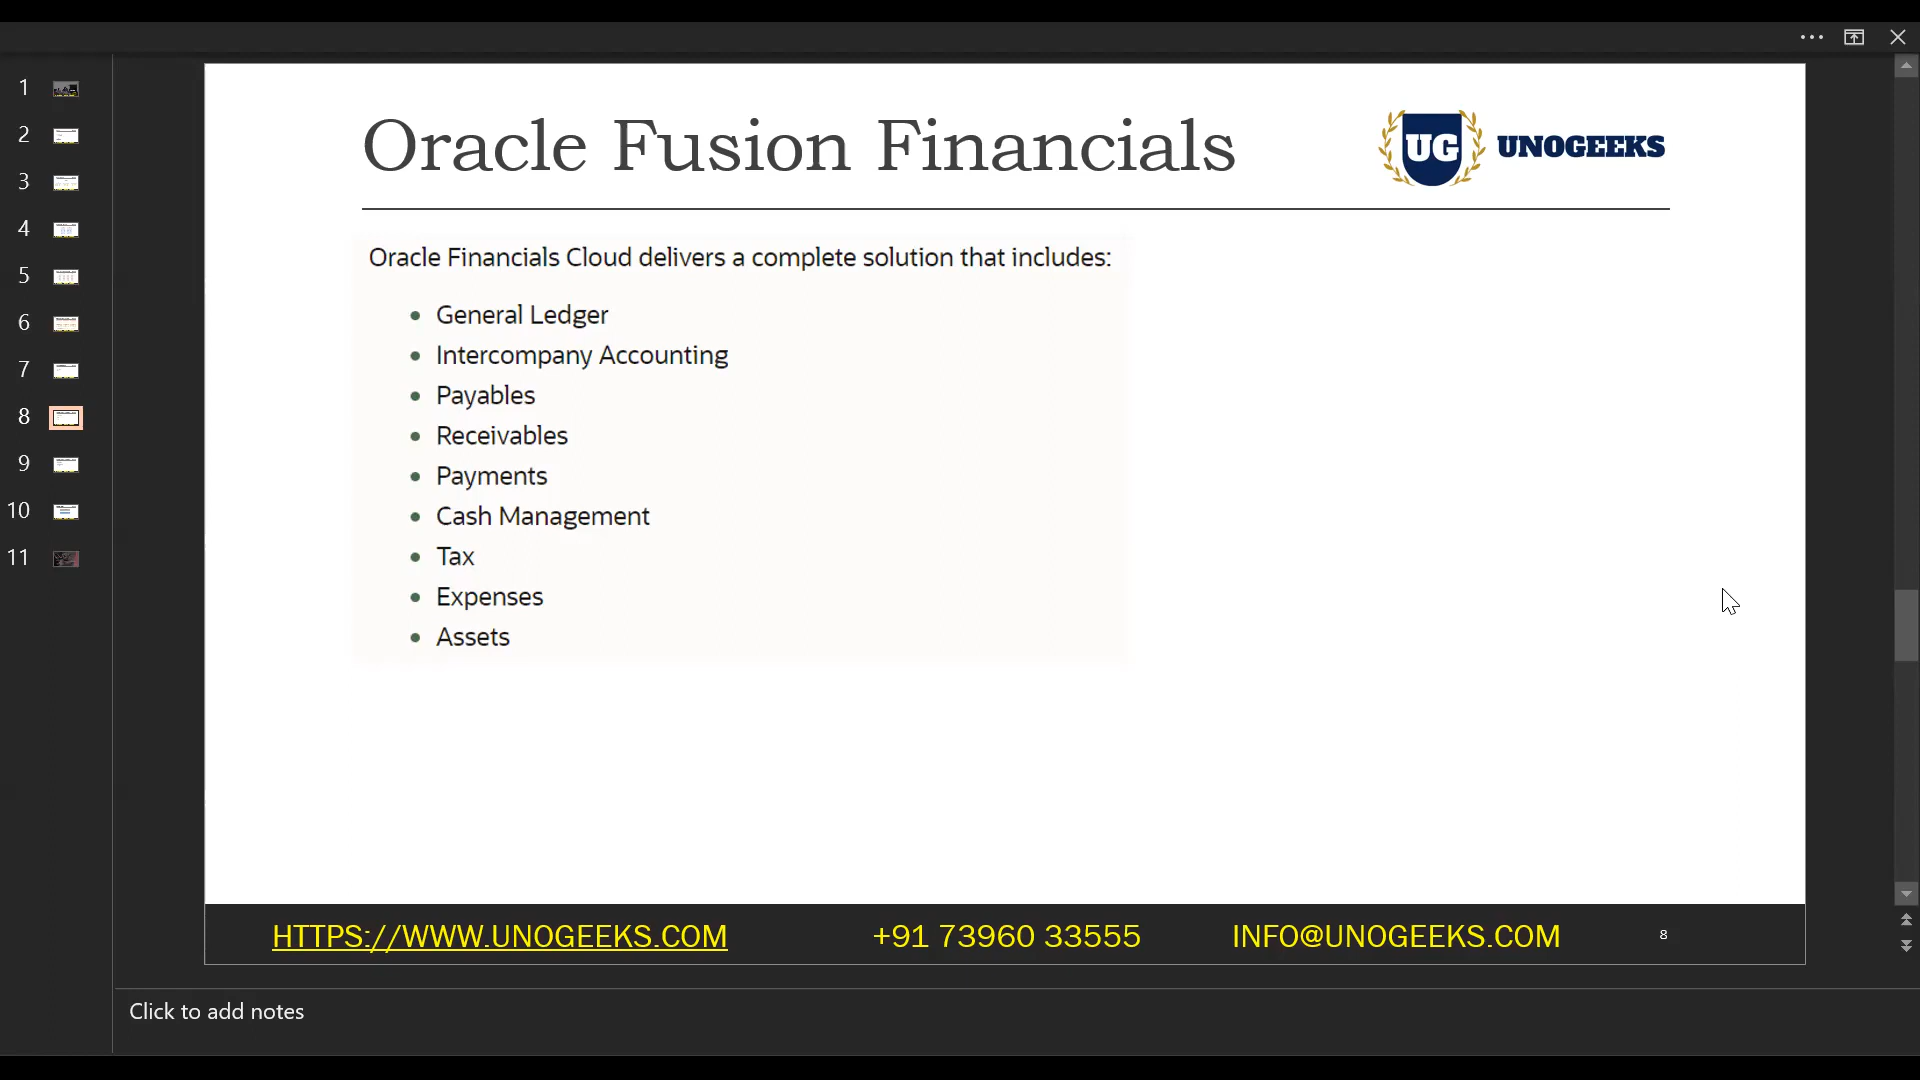 1
2
3
4
5
6
7
8
9
10
11
Oracle Fusion Financials
UG UNOGEEKS
Oracle Financials Cloud delivers a complete solution that includes:
• General Ledger
• Intercompany Accounting
• Payables
• Receivables
• Payments
• Cash Management
• Tax
• Expenses
• Assets
HTTPS://WWW.UNOGEEKS.COM +91 73960 33555 INFO@UNOGEEKS.COM 8
Click to add notes